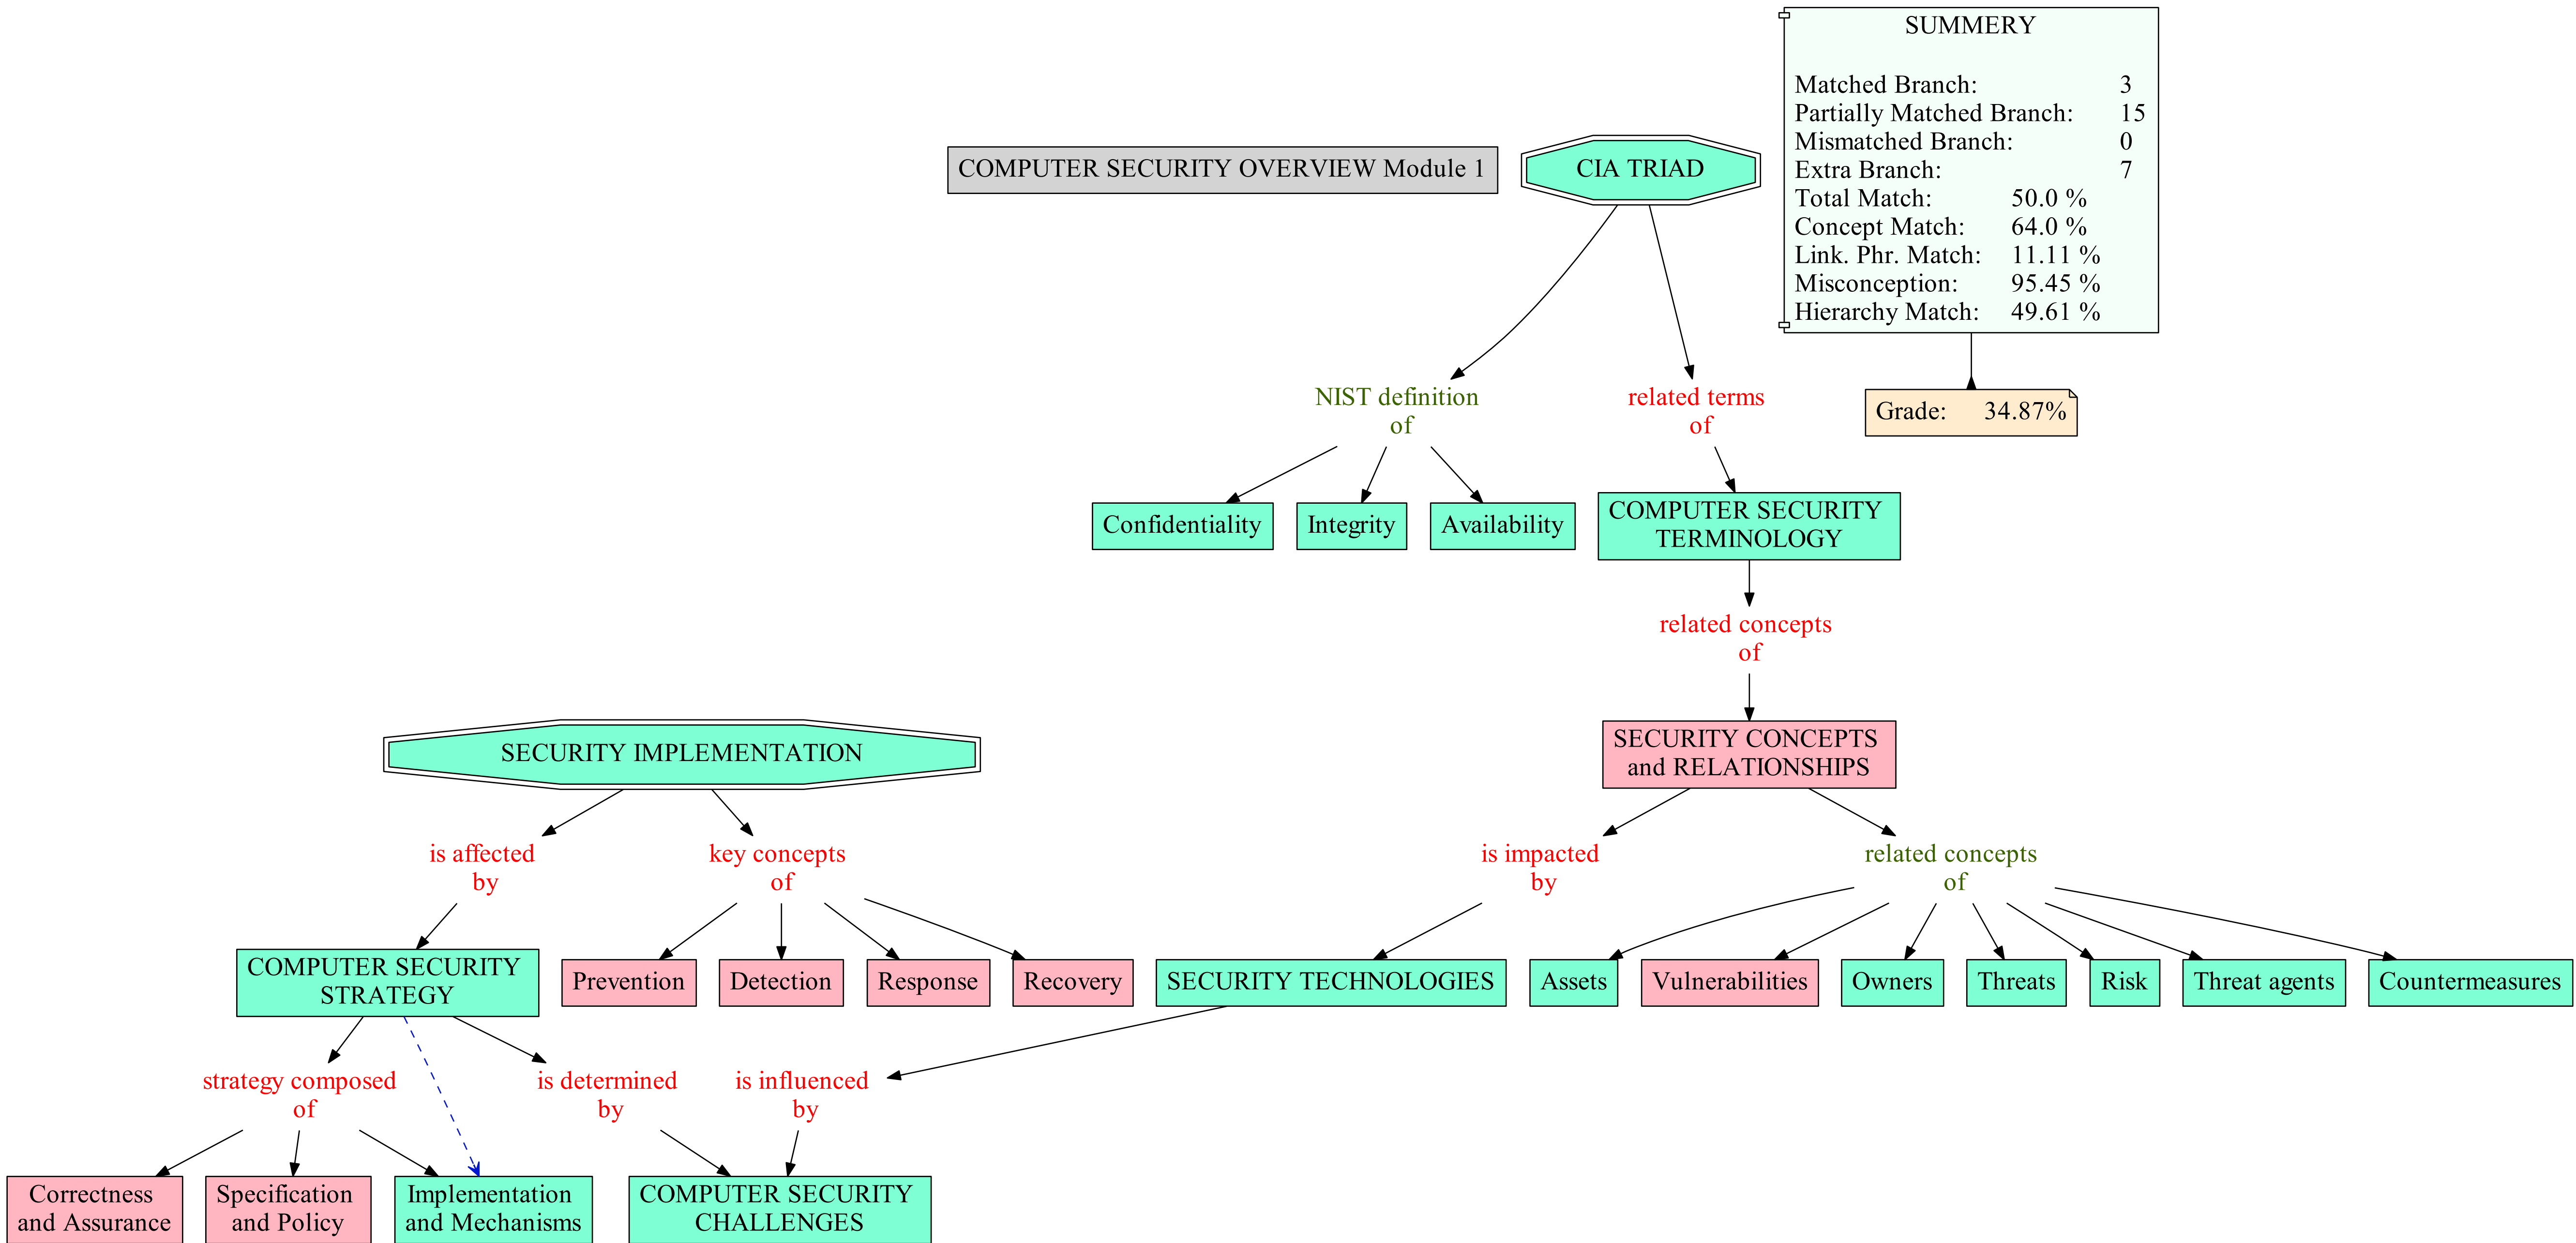 SUMMERY
Matched Branch: 3
Partially Matched Branch: 15
Mismatched Branch: 0
Extra Branch: 7
Total Match: 50.0 %
Concept Match: 64.0 %
Link. Phr. Match: 11.11 %
Misconception: 95.45 %
Hierarchy Match: 49.61 %
COMPUTER SECURITY OVERVIEW Module 1
CIA TRIAD
Grade: 34.87%
NIST definition
of
related terms
of
Confidentiality
Integrity
Availability
COMPUTER SECURITY
TERMINOLOGY
related concepts
of
SECURITY IMPLEMENTATION
SECURITY CONCEPTS
and RELATIONSHIPS
is affected
by
key concepts
of
is impacted
by
related concepts
of
COMPUTER SECURITY
STRATEGY
Prevention
Detection
Response
Recovery
SECURITY TECHNOLOGIES
Assets
Vulnerabilities
Owners
Threats
Risk
Threat agents
Countermeasures
strategy composed
of
is determined
by
is influenced
by
Correctness
and Assurance
Specification
and Policy
Implementation
and Mechanisms
COMPUTER SECURITY
CHALLENGES